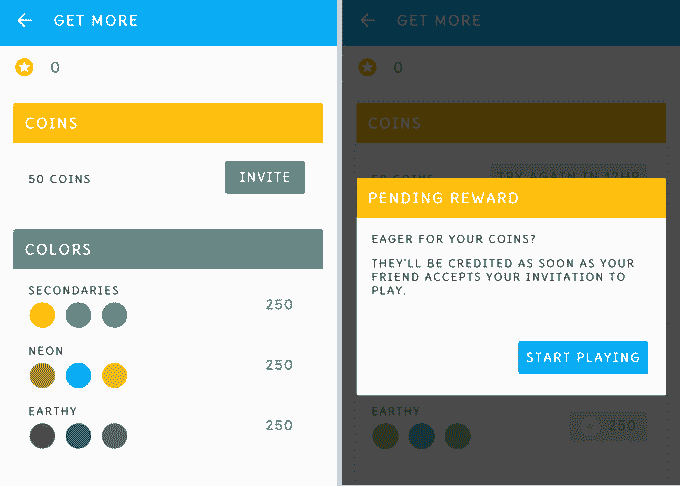 GET MORE
0
COINS
50 COINS
INVITE
COLORS
SECONDARIES
250
NEON
250
EARTHY
250
GET MORE
0
COINS
50 COINS
TRY AGAIN IN 12HR
PENDING REWARD
EAGER FOR YOUR COINS?
THEY'LL BE CREDITED AS SOON AS YOUR
FRIEND ACCEPTS YOUR INVITATION TO
PLAY.
START PLAYING
EARTHY
250